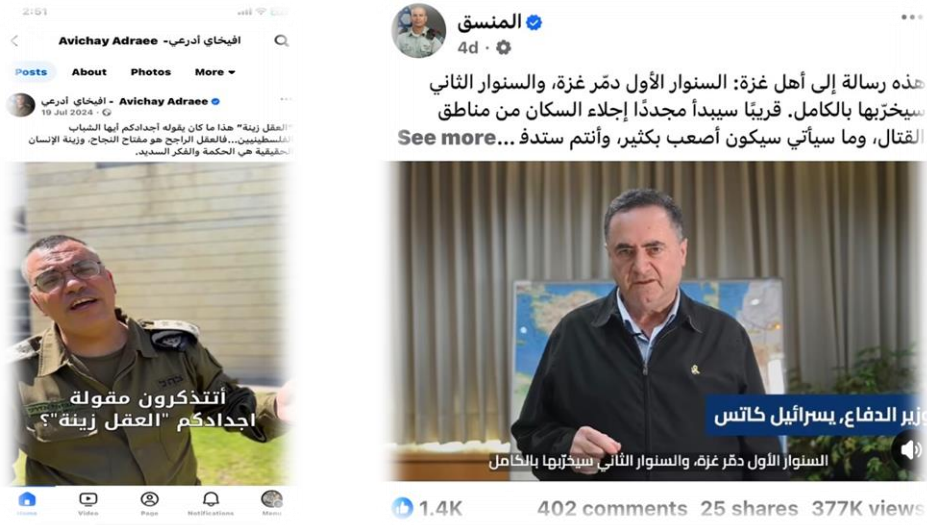 2:51
Avichay Adraee -افيخاي أدرعي
Posts About Photos More
افيخاي أدرعي - Avichay Adraee
19 Jul 2024
"العقل زينة" هذا ما كان يقوله أجدادكم أيها الشباب
الفلسطينيين...فالعقل الراجح هو مفتاح النجاح، وزينة الإنسان
الحقيقية هي الحكمة والفكر السديد.
أتتذكرون مقولة
اجدادكم "العقل زينة"؟
Home Video Page Notifications Menu
المنسق
4d
هذه رسالة إلى أهل غزة: السنوار الأول دمّر غزة، والسنوار الثاني
سيخرّبها بالكامل. قريبًا سيبدأ مجددًا إجلاء السكان من مناطق
القتال، وما سيأتي سيكون أصعب بكثير، وأنتم ستدفـ ... See more
وزير الدفاع، يسرائيل كاتس
السنوار الأول دمّر غزة، والسنوار الثاني سيخرّبها بالكامل
1.4K 402 comments 25 shares 377K views